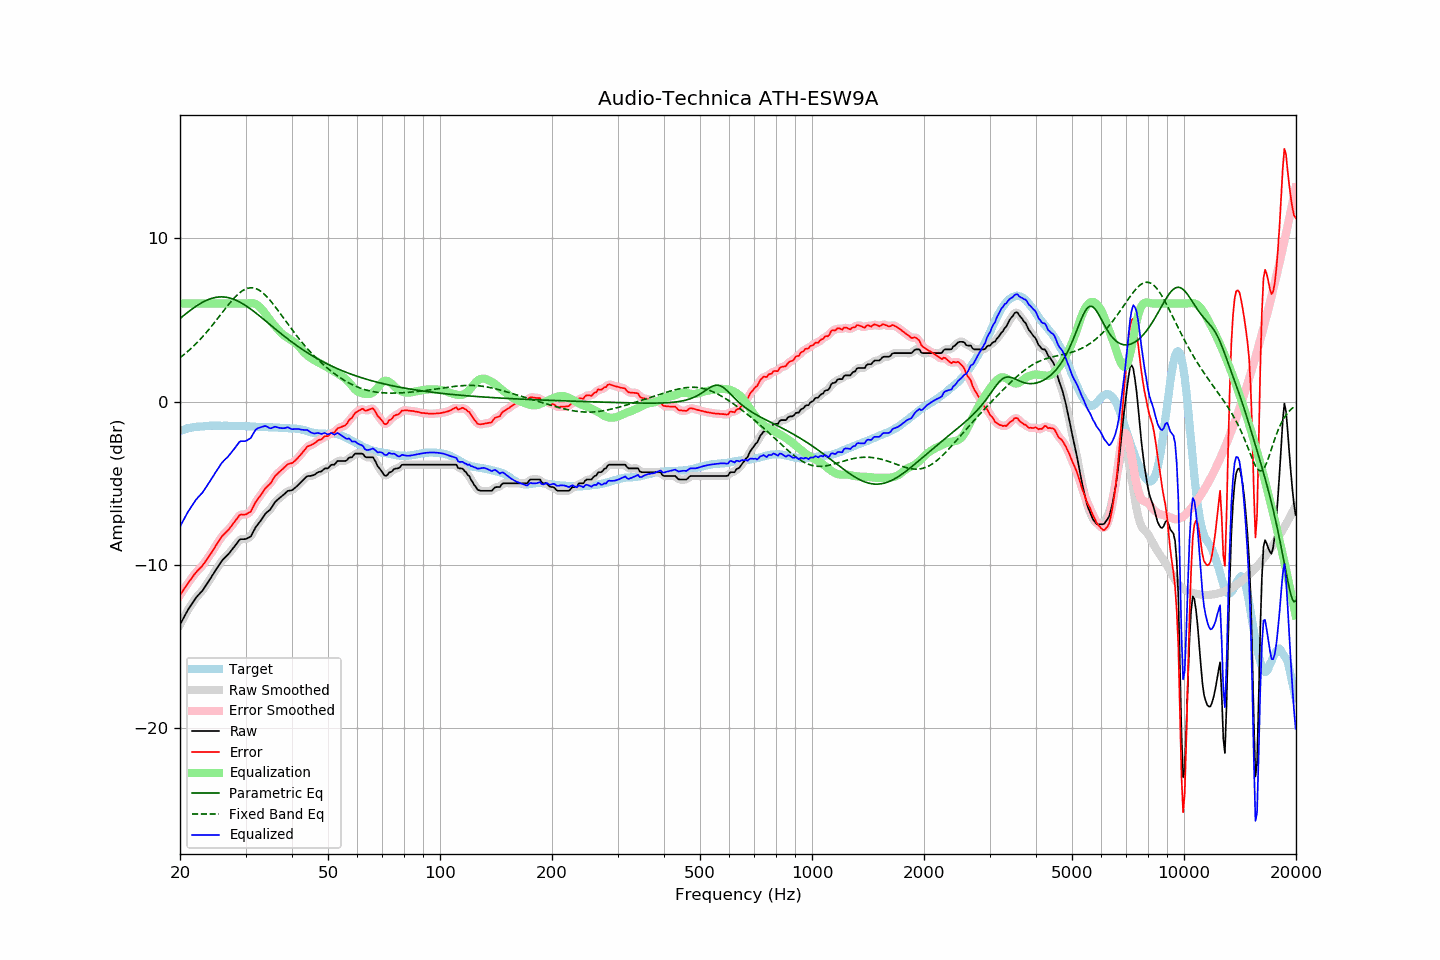 Audio-Technica ATH-ESW9A
Amplitude (dBr)
10
0
−10
−20
Target
Raw Smoothed
Error Smoothed
Raw
Error
Equalization
Parametric Eq
Fixed Band Eq
Equalized
20 50 100 200 500 1000 2000 5000 10000 20000
Frequency (Hz)